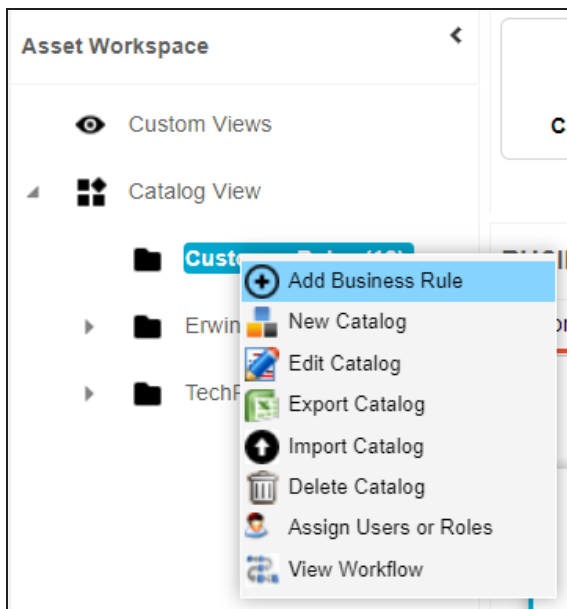 Asset Workspace
C
Custom Views
Catalog View
Add Business Rule
Erwin
New Catalog
Edit Catalog
Export Catalog
Import Catalog
Delete Catalog
Assign Users or Roles
View Workflow